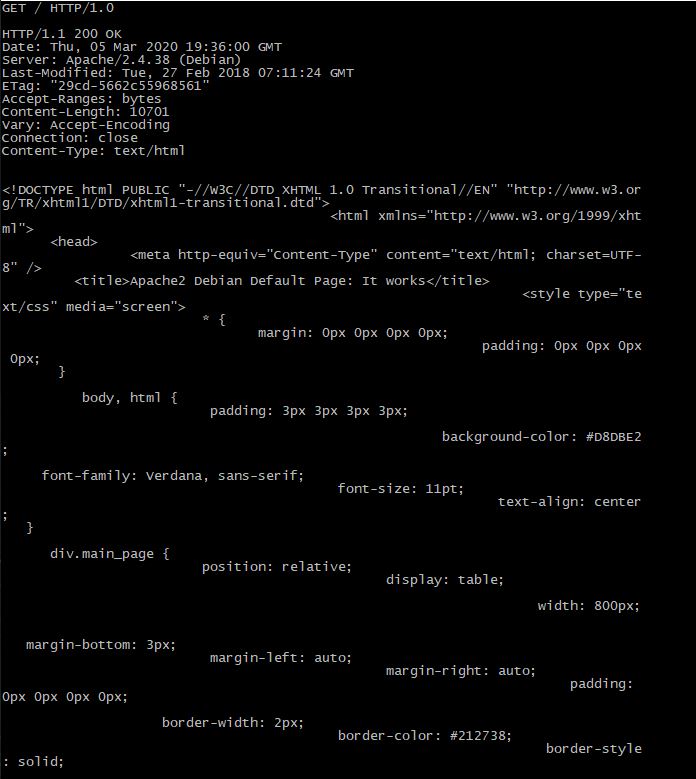 GET / HTTP/1.0
HTTP/1.1 200 OK
Date: Thu, 05 Mar 2020 19:36:00 GMT
Server: Apache/2.4.38 (Debian)
Last-Modified: Tue, 27 Feb 2018 07:11:24 GMT
ETag: "29cd-5662c55968561"
Accept-Ranges: bytes
Content-Length: 10701
Vary: Accept-Encoding
Connection: close
Content-Type: text/html
<!DOCTYPE html PUBLIC "-//W3C//DTD XHTML 1.0 Transitional//EN" "http://www.w3.or
g/TR/xhtml1/DTD/xhtml1-transitional.dtd">
<html xmlns="http://www.w3.org/1999/xht
ml">
<head>
<meta http-equiv="Content-Type" content="text/html; charset=UTF-
8" />
<title>Apache2 Debian Default Page: It works</title>
<style type="te
xt/css" media="screen">
* {
margin: 0px 0px 0px 0px;
padding: 0px 0px 0px
0px;
}
body, html {
padding: 3px 3px 3px 3px;
background-color: #D8DBE2
;
font-family: Verdana, sans-serif;
font-size: 11pt;
text-align: center
;
}
div.main_page {
position: relative;
display: table;
width: 800px;
margin-bottom: 3px;
margin-left: auto;
margin-right: auto;
padding:
0px 0px 0px 0px;
border-width: 2px;
border-color: #212738;
border-style
: solid;